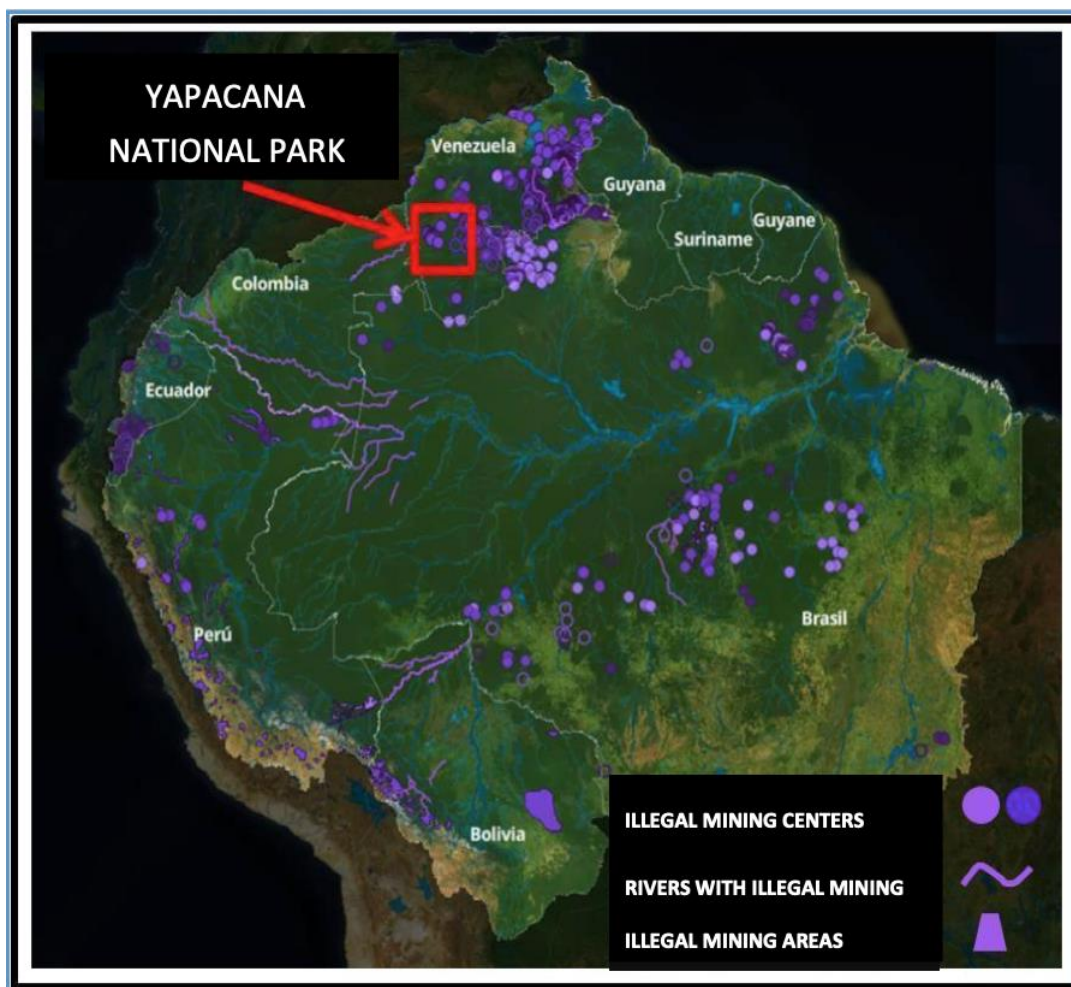 YAPACANA
NATIONAL PARK
Venezuela
Guyana
Guyane
Suriname
Colombia
Ecuador
Perú
Brasil
Bolivia
ILLEGAL MINING CENTERS
RIVERS WITH ILLEGAL MINING
ILLEGAL MINING AREAS